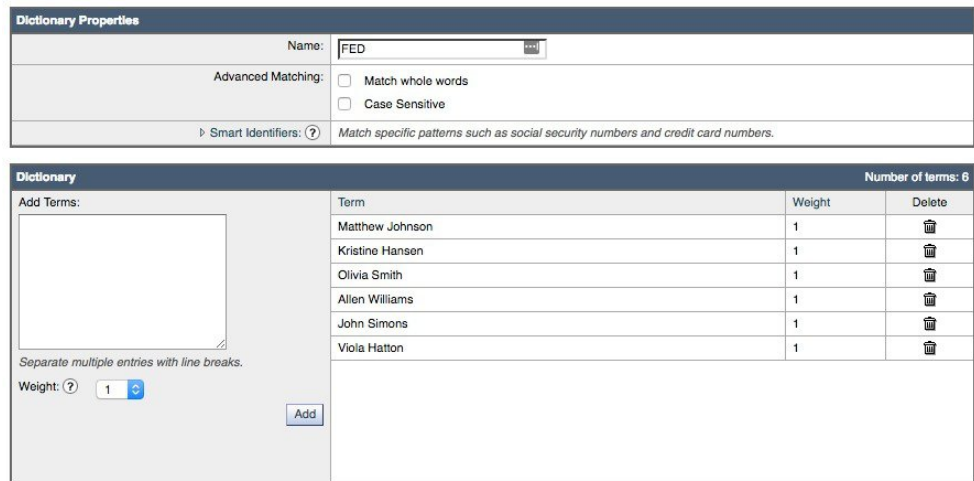 Dictionary Properties
Name: FED
Advanced Matching: Match whole words
Case Sensitive
Smart Identifiers: ? Match specific patterns such as social security numbers and credit card numbers.
Dictionary Number of terms: 6
Add Terms: Term Weight Delete
Matthew Johnson 1
Kristine Hansen 1
Olivia Smith 1
Allen Williams 1
John Simons 1
Viola Hatton 1
Separate multiple entries with line breaks.
Weight: ? 1
Add